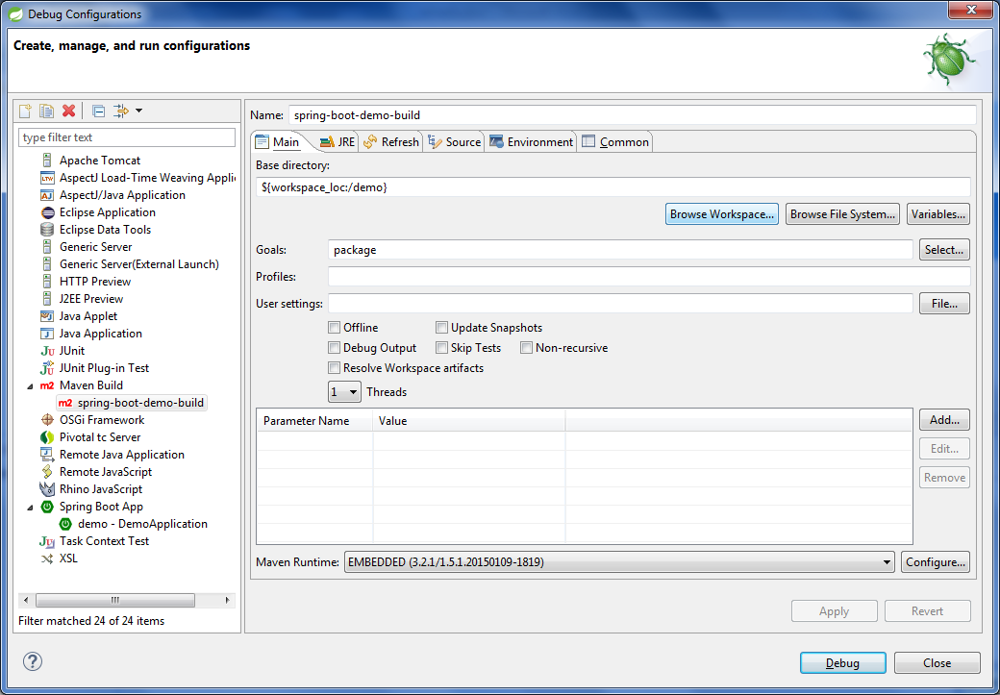 Debug Configurations
Create, manage, and run configurations
type filter text
Apache Tomcat
AspectJ Load-Time Weaving Applic
AspectJ/Java Application
Eclipse Application
Eclipse Data Tools
Generic Server
Generic Server(External Launch)
HTTP Preview
J2EE Preview
Java Applet
Java Application
JUnit
JUnit Plug-in Test
Maven Build
spring-boot-demo-build
OSGi Framework
Pivotal tc Server
Remote Java Application
Remote JavaScript
Rhino JavaScript
Spring Boot App
demo - DemoApplication
Task Context Test
XSL
Filter matched 24 of 24 items
Name: spring-boot-demo-build
Main JRE Refresh Source Environment Common
Base directory:
${workspace_loc:/demo}
Browse Workspace... Browse File System... Variables...
Goals: package Select...
Profiles:
User settings: File...
Offline Update Snapshots
Debug Output Skip Tests Non-recursive
Resolve Workspace artifacts
1 Threads
Parameter Name Value Add...
Edit...
Remove
Maven Runtime: EMBEDDED (3.2.1/1.5.1.20150109-1819) Configure...
Apply Revert
? Debug Close